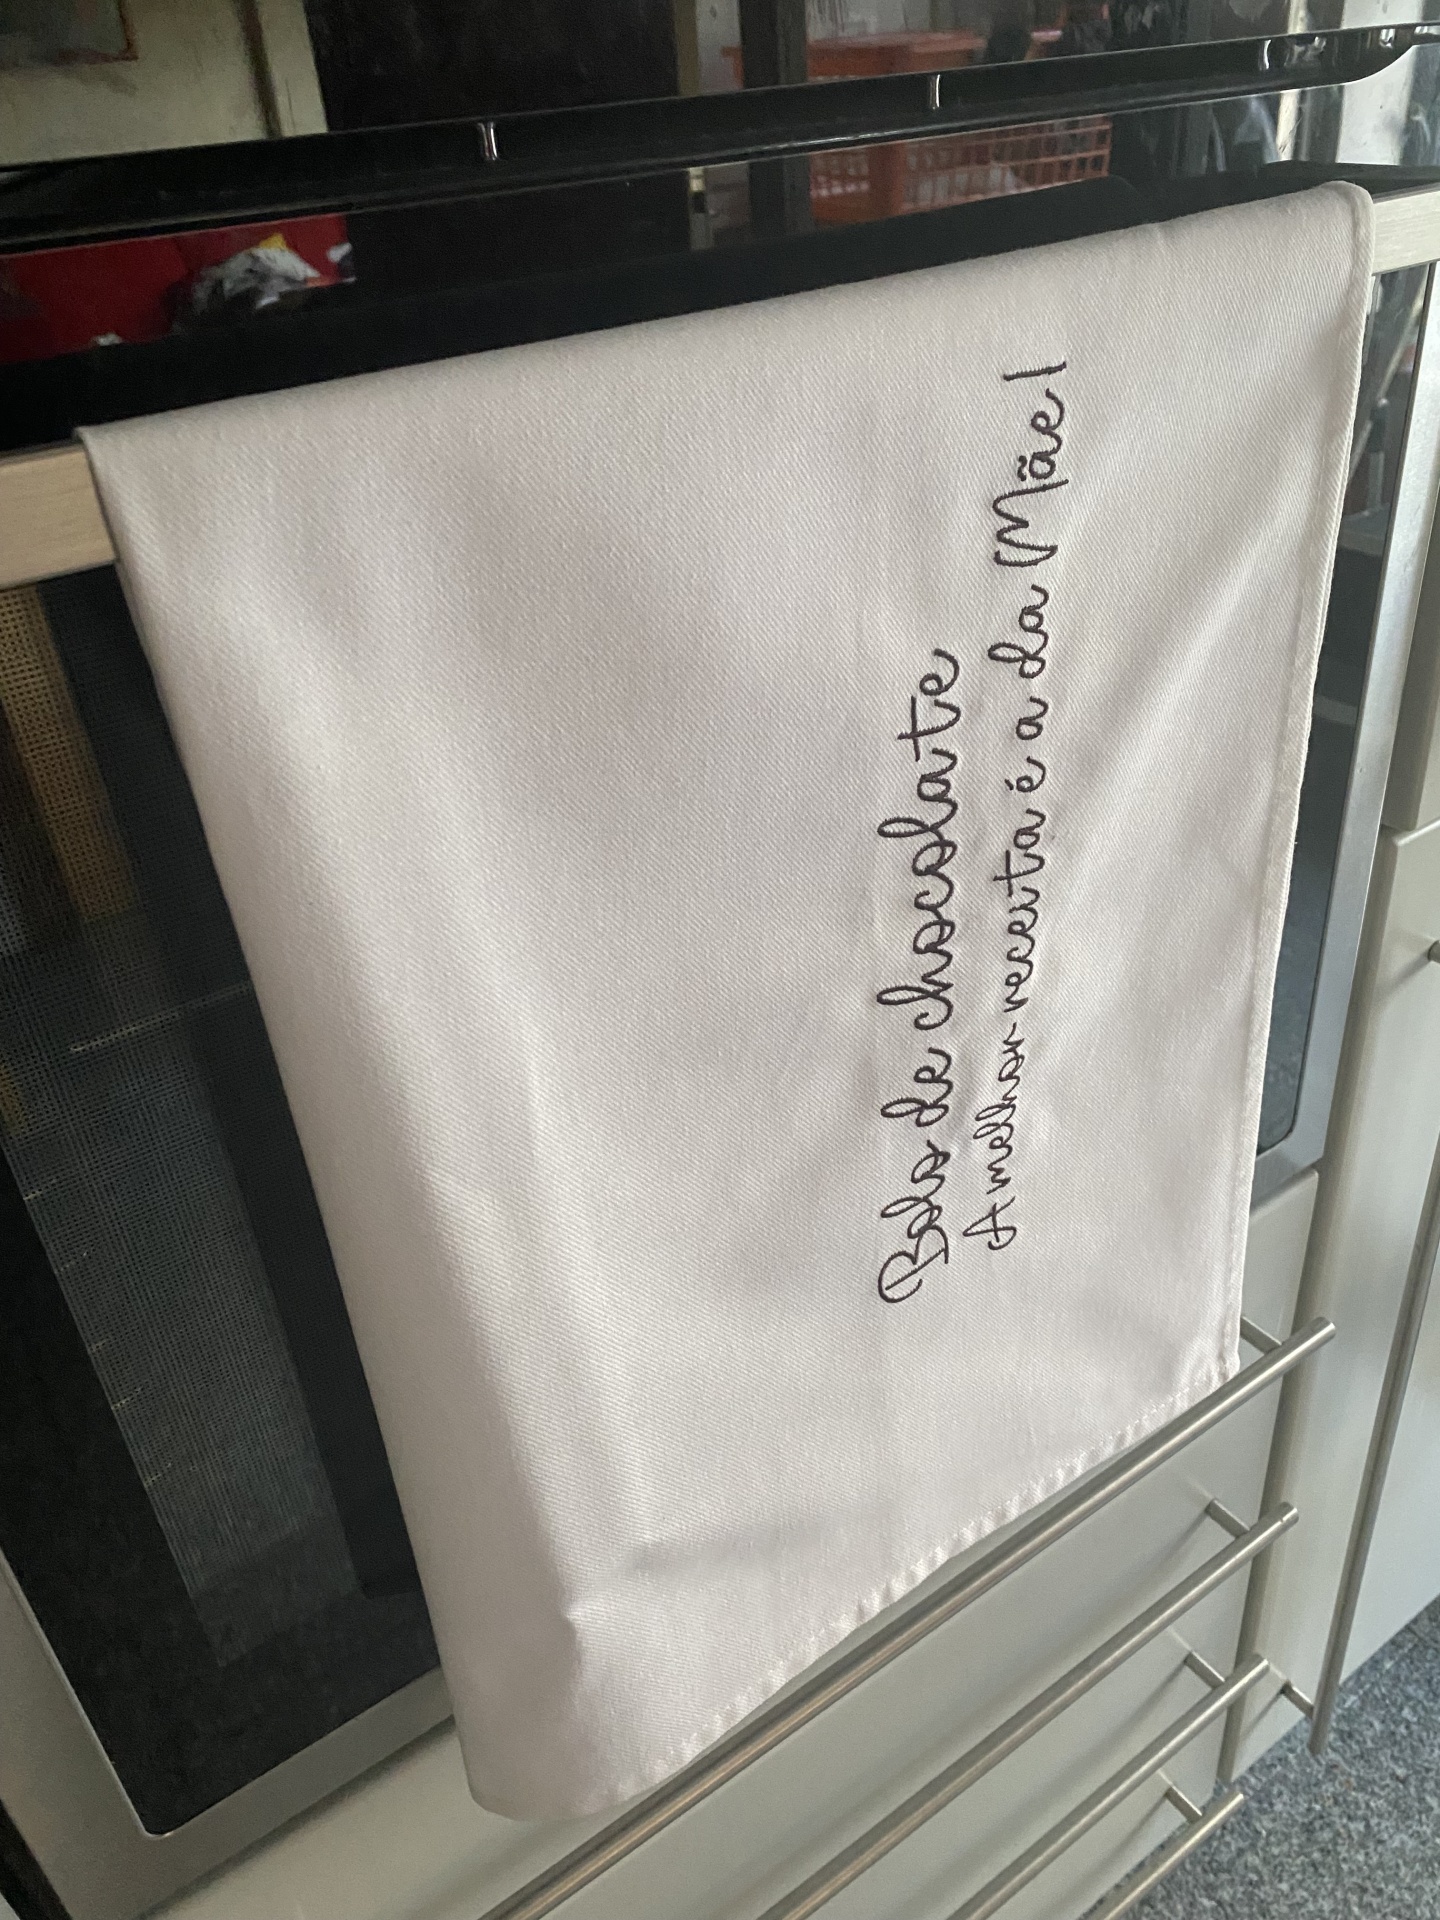 Bolo de chocolate
A melhor receita é a da Mãe!